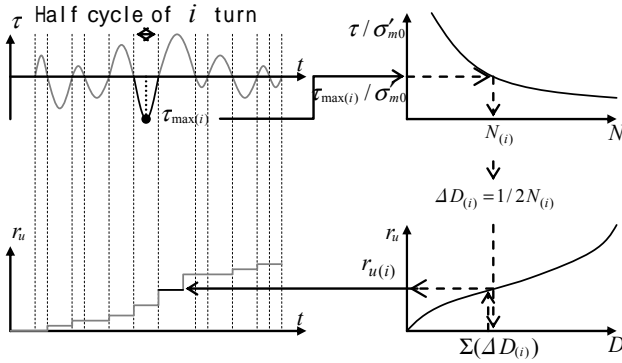 Half cycle of i turn
τ
t
τmax(i)
τ/σ′m0
τmax(i)/σ′m0
N(i)
N
ΔD(i)=1/2N(i)
ru
t
ru
ru(i)
Σ(ΔD(i))
D